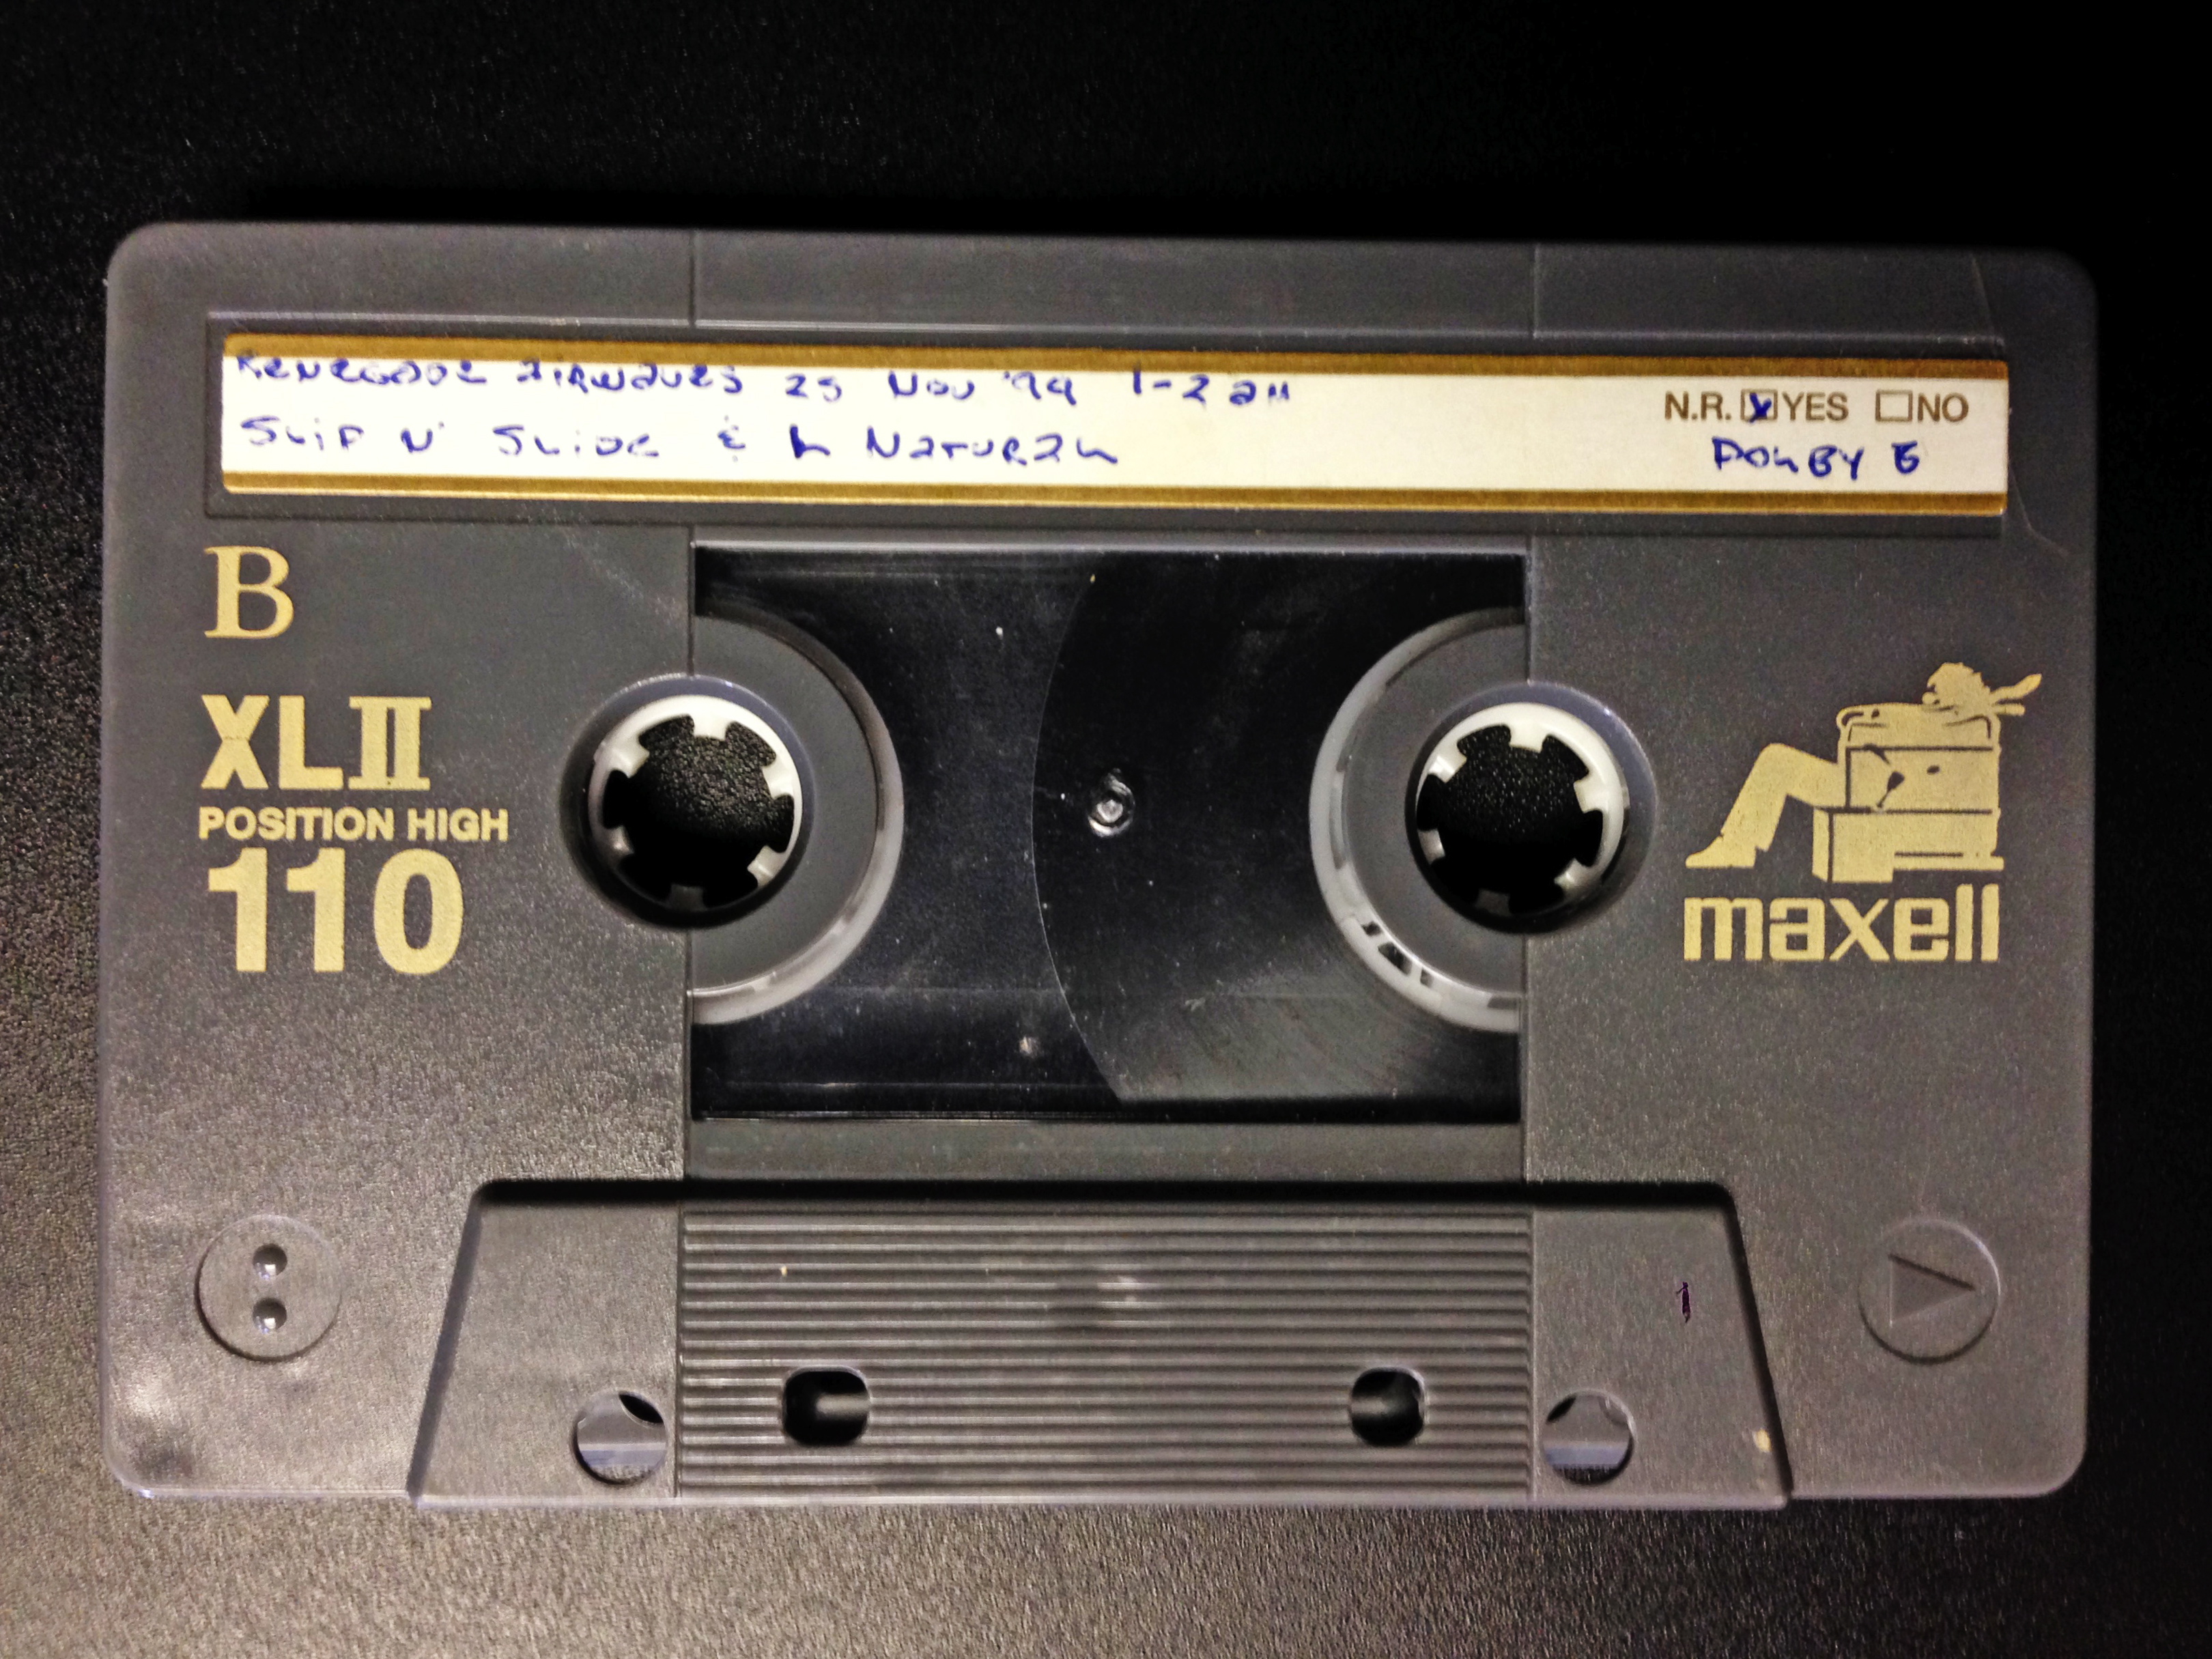 RENEGADE AIRWAVES 25 NOV '94 1-2 AM
SLIP N' SLIDE & L NATURAL
N.R. YES NO
DOLBY B
B
XLII
POSITION HIGH
110
maxell